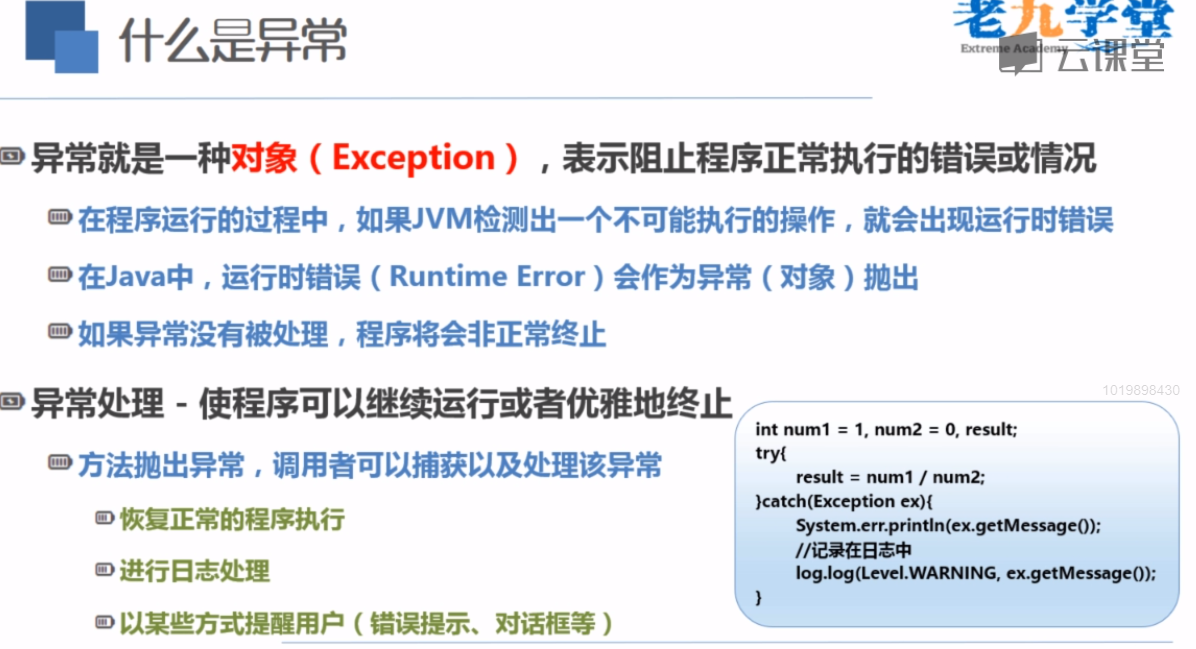 什么是异常
老九学堂
Extreme Academy
云课堂
异常就是一种对象（Exception），表示阻止程序正常执行的错误或情况
在程序运行的过程中，如果JVM检测出一个不可能执行的操作，就会出现运行时错误
在Java中，运行时错误（Runtime Error）会作为异常（对象）抛出
如果异常没有被处理，程序将会非正常终止
1019898430
异常处理 - 使程序可以继续运行或者优雅地终止
方法抛出异常，调用者可以捕获以及处理该异常
恢复正常的程序执行
进行日志处理
以某些方式提醒用户（错误提示、对话框等）
int num1 = 1, num2 = 0, result;
try{
result = num1 / num2;
}catch(Exception ex){
System.err.println(ex.getMessage());
//记录在日志中
log.log(Level.WARNING, ex.getMessage());
}